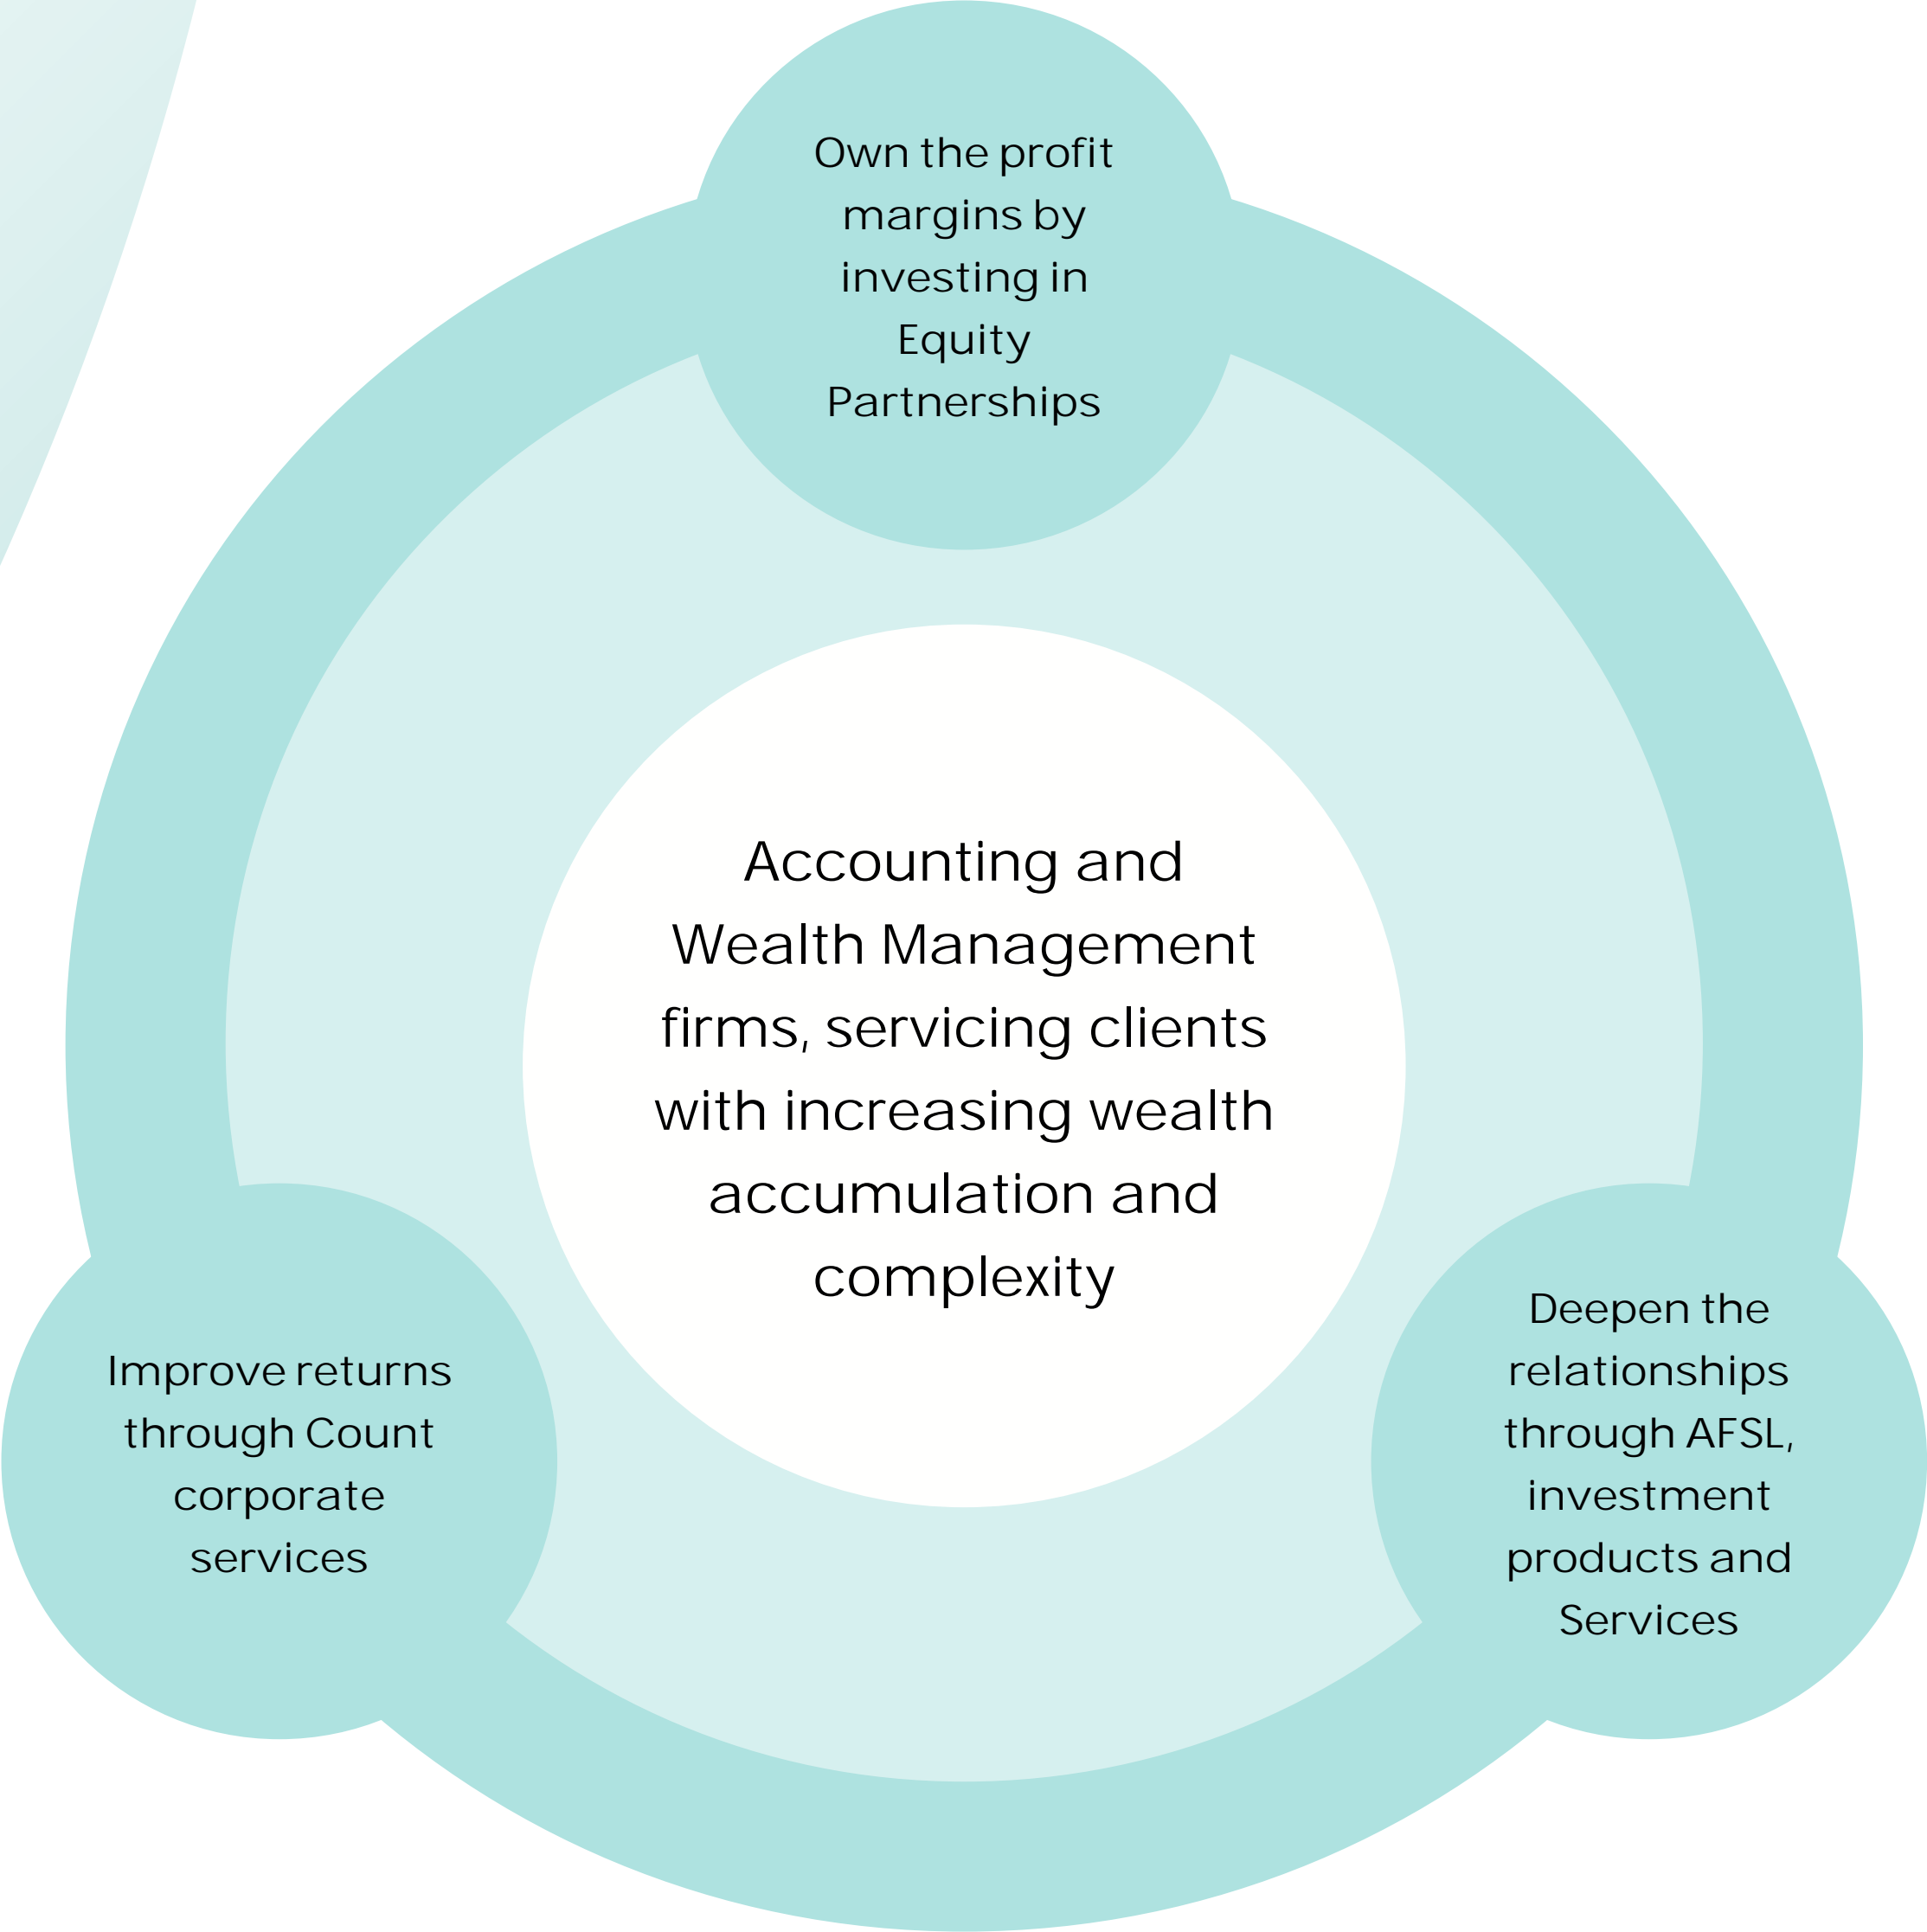 Own the profit
margins by
investing in
Equity
Partnerships
Accounting and
Wealth Management
firms, servicing clients
with increasing wealth
accumulation and
complexity
Improve returns
through Count
corporate
services
Deepen the
relationships
through AFSL,
investment
products and
Services